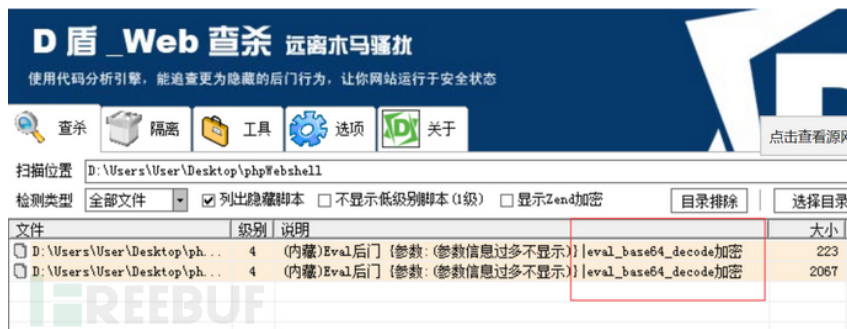 D 盾 _Web 查杀 远离木马骚扰
使用代码分析引擎，能追查更为隐藏的后门行为，让你网站运行于安全状态
查杀 隔离 工具 选项 关于
点击查看源网
扫描位置 D:\Users\User\Desktop\phpWebshell
检测类型 全部文件 列出隐藏脚本 不显示低级别脚本(1级) 显示Zend加密 目录排除 选择目录
文件 级别 说明 大小
D:\Users\User\Desktop\ph... 4 (内藏)Eval后门 {参数:(参数信息过多不显示)}|eval_base64_decode加密 223
D:\Users\User\Desktop\ph... 4 (内藏)Eval后门 {参数:(参数信息过多不显示)}|eval_base64_decode加密 2067
FREEBUF